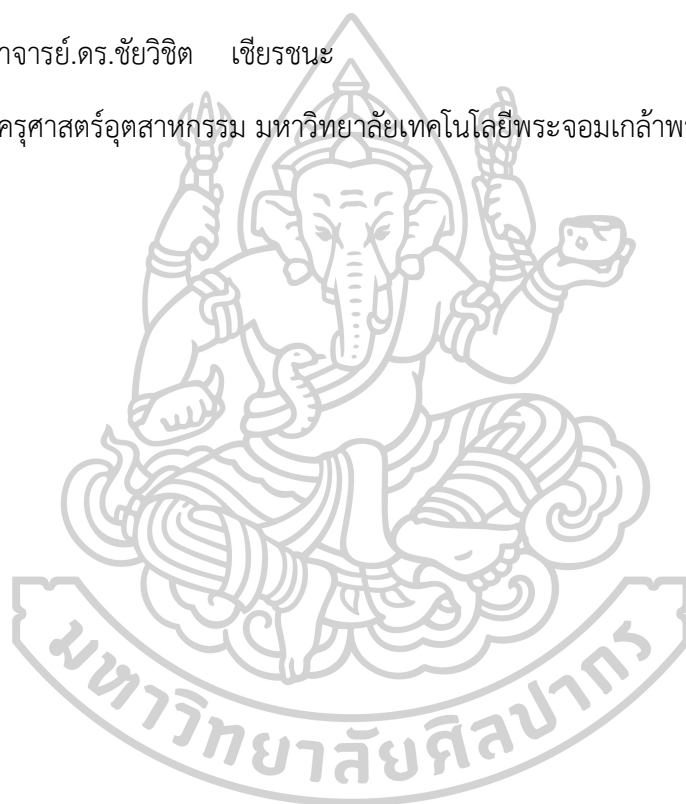 าจารย์.ดร.ชัยวิชิต เชียรชนะ
ครุศาสตร์อุตสาหกรรม มหาวิทยาลัยเทคโนโลยีพระจอมเกล้าพ
มหาวิทยาลัยศิลปากร